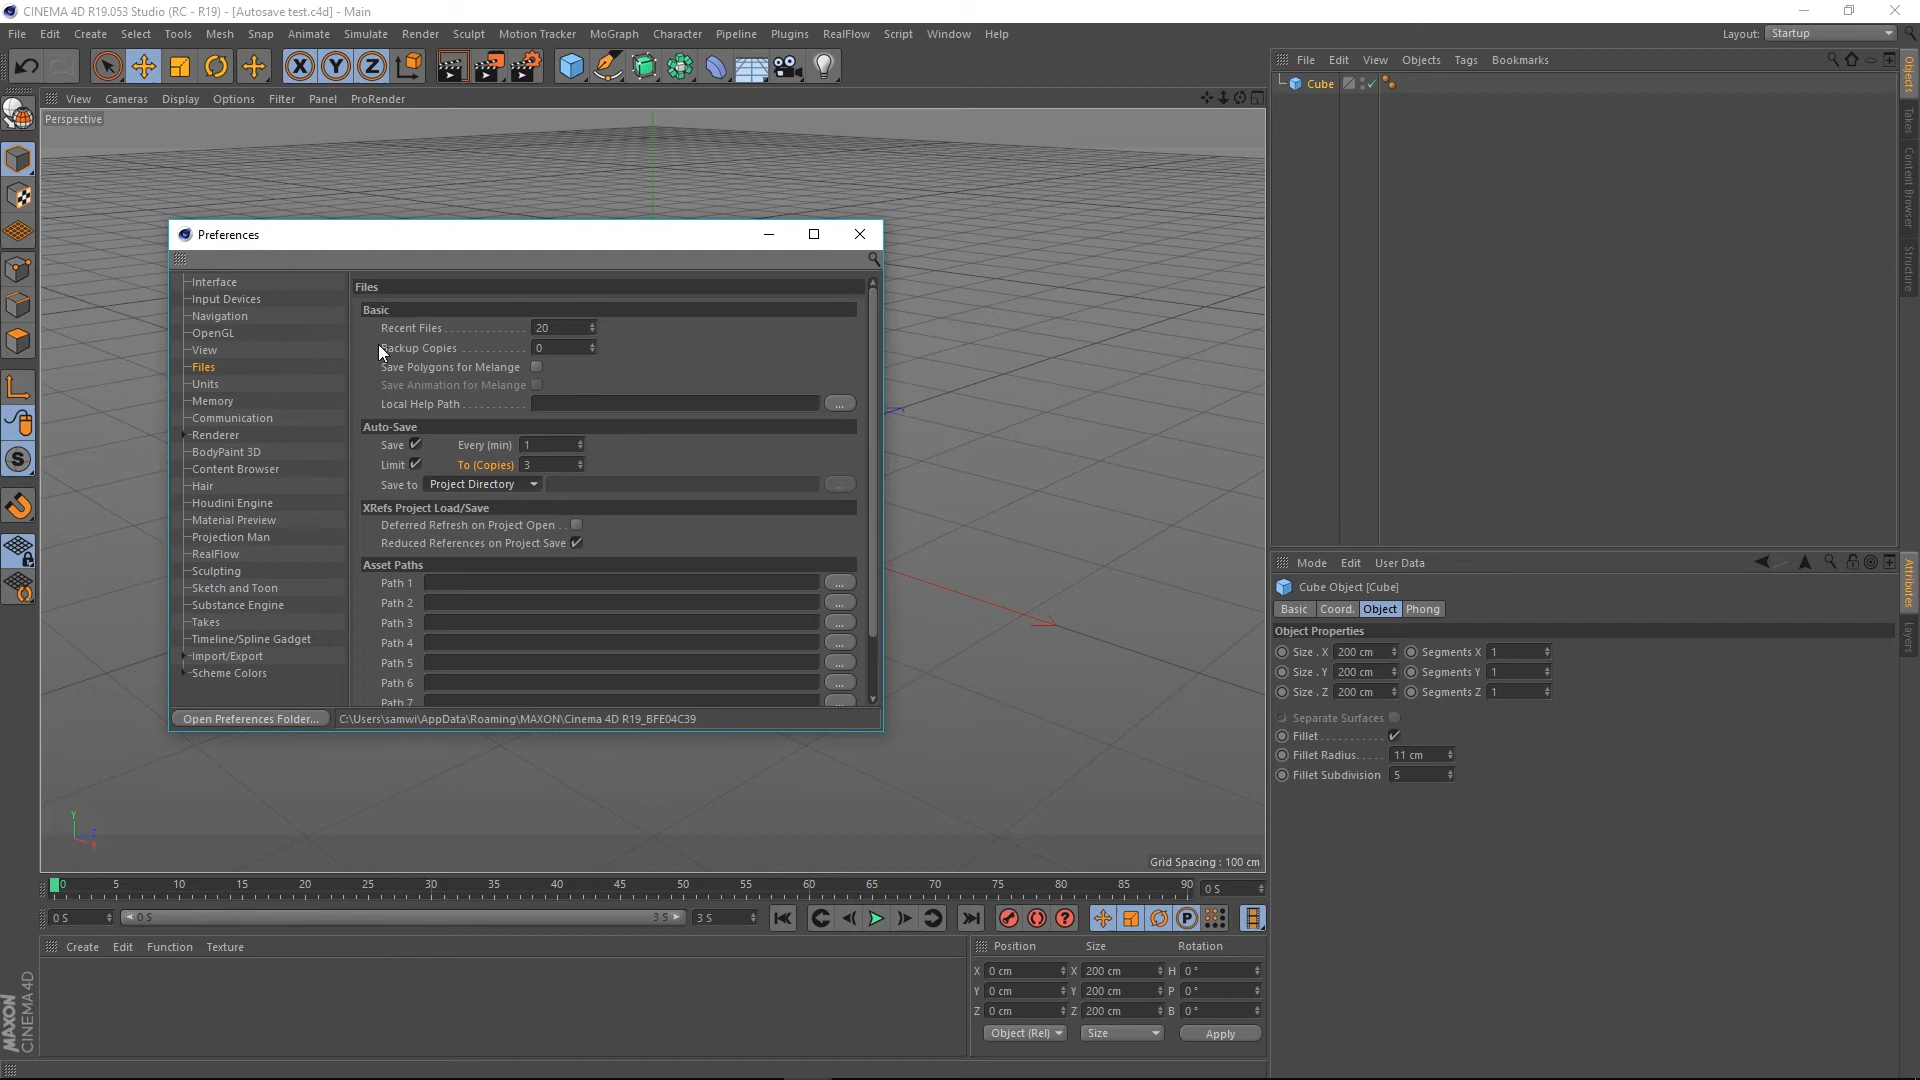 CINEMA 4D R19.053 Studio (RC - R19) - [Autosave test.c4d] - Main
File Edit Create Select Tools Mesh Snap Animate Simulate Render Sculpt Motion Tracker MoGraph Character Pipeline Plugins RealFlow Script Window Help
Layout: Startup
X Y Z
View Cameras Display Options Filter Panel ProRender
Perspective
File Edit View Objects Tags Bookmarks
Cube
Objects
Takes
Content Browser
Structure
Preferences
Interface
Input Devices
Navigation
OpenGL
View
Files
Units
Memory
Communication
Renderer
BodyPaint 3D
Content Browser
Hair
Houdini Engine
Material Preview
Projection Man
RealFlow
Sculpting
Sketch and Toon
Substance Engine
Takes
Timeline/Spline Gadget
Import/Export
Scheme Colors
Files
Basic
Recent Files . . . . . . . . . . . . . . 20
Backup Copies . . . . . . . . . . . 0
Save Polygons for Melange
Save Animation for Melange
Local Help Path . . . . . . . . . . . ...
Auto-Save
Save Every (min) 1
Limit To (Copies) 3
Save to Project Directory ...
XRefs Project Load/Save
Deferred Refresh on Project Open . .
Reduced References on Project Save
Asset Paths
Path 1 ...
Path 2 ...
Path 3 ...
Path 4 ...
Path 5 ...
Path 6 ...
Path 7 ...
Open Preferences Folder... C:\Users\samwi\AppData\Roaming\MAXON\Cinema 4D R19_BFE04C39
Y
Z
X
Grid Spacing : 100 cm
Mode Edit User Data
Cube Object [Cube]
Basic Coord. Object Phong
Object Properties
Size . X 200 cm Segments X 1
Size . Y 200 cm Segments Y 1
Size . Z 200 cm Segments Z 1
Separate Surfaces
Fillet . . . . . . . . . . .
Fillet Radius. . . . . 11 cm
Fillet Subdivision 5
Attributes
Layers
0 5 10 15 20 25 30 35 40 45 50 55 60 65 70 75 80 85 90 0 S
0 S 0 S 3 S 3 S
Create Edit Function Texture
Position Size Rotation
X 0 cm X 200 cm H 0 °
Y 0 cm Y 200 cm P 0 °
Z 0 cm Z 200 cm B 0 °
Object (Rel) Size Apply
MAXON
CINEMA 4D